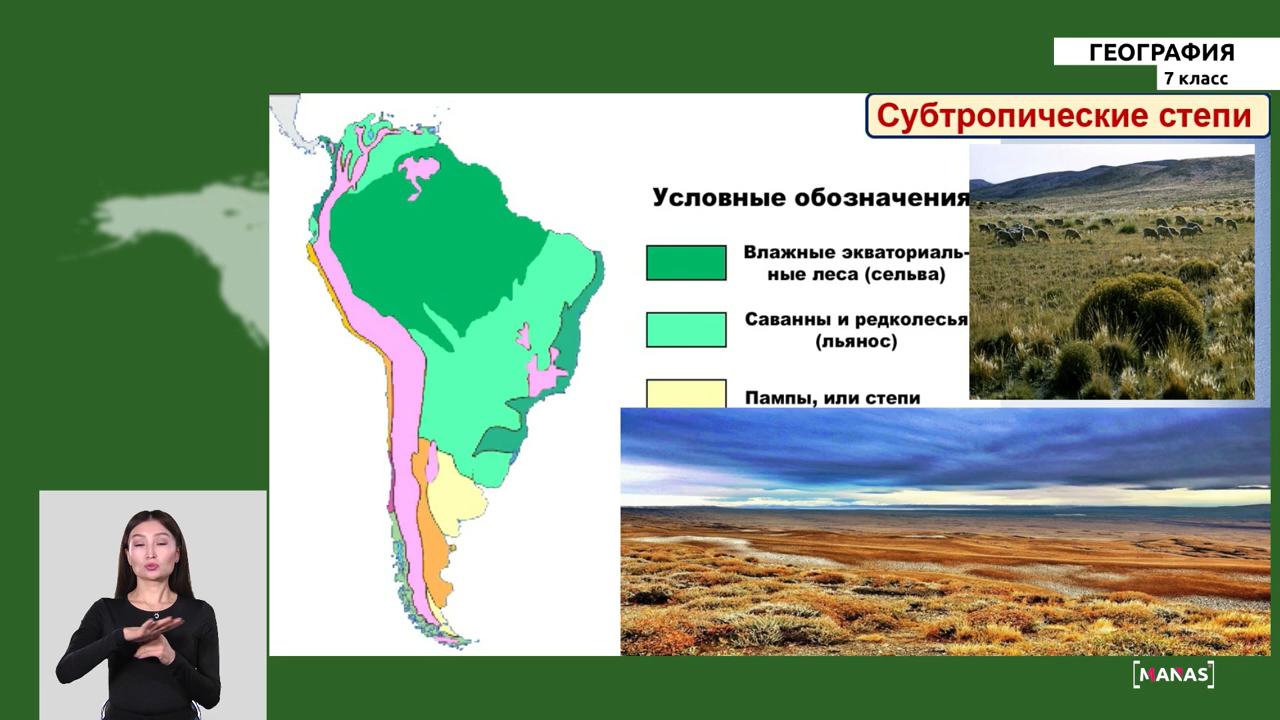 ГЕОГРАФИЯ
7 класс
Субтропические степи
Условные обозначения
Влажные экваториаль-
ные леса (сельва)
Саванны и редколесья
(льянос)
Пампы, или степи
[MANAS]